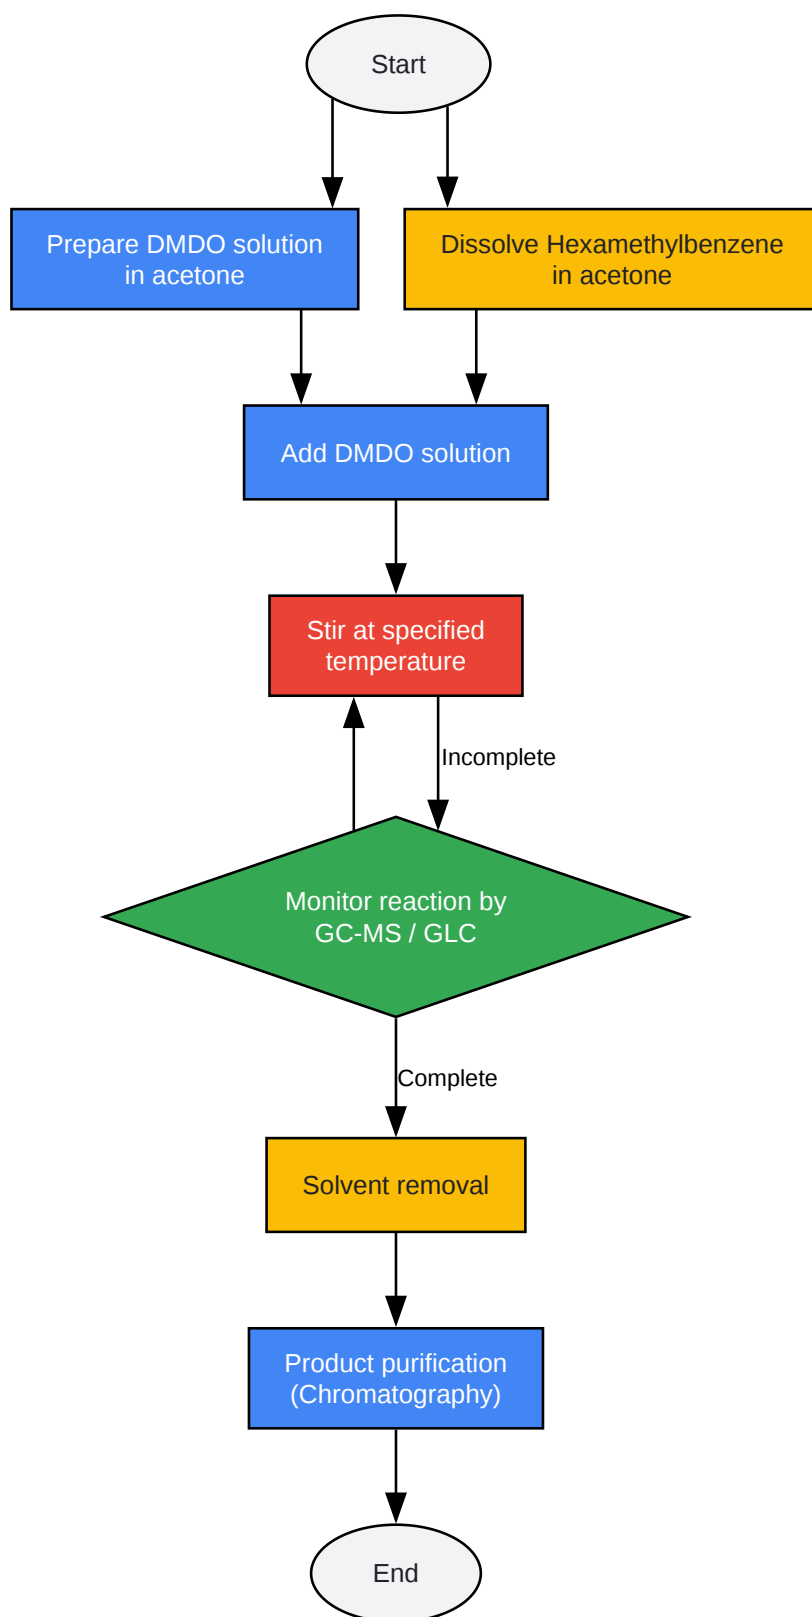 Start
Prepare DMDO solution
in acetone
Dissolve Hexamethylbenzene
in acetone
Add DMDO solution
Stir at specified
temperature
Incomplete
Monitor reaction by
GC-MS / GLC
Complete
Solvent removal
Product purification
(Chromatography)
End